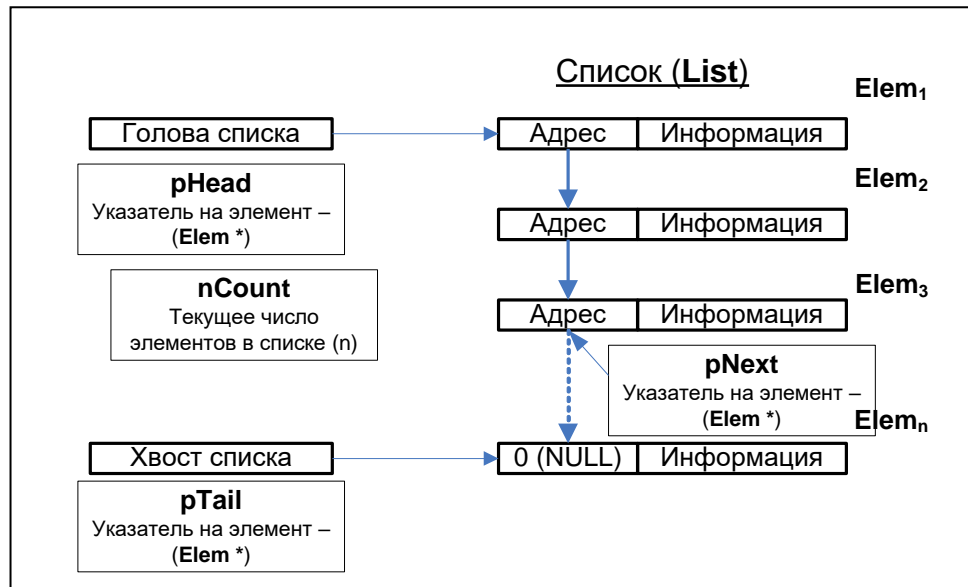 Список (List)
Elem1
Голова списка
Адрес
Информация
pHead
Указатель на элемент –
(Elem *)
Elem2
Адрес
Информация
nCount
Текущее число
элементов в списке (n)
Elem3
Адрес
Информация
pNext
Указатель на элемент –
(Elem *)
Elemn
Хвост списка
0 (NULL)
Информация
pTail
Указатель на элемент –
(Elem *)